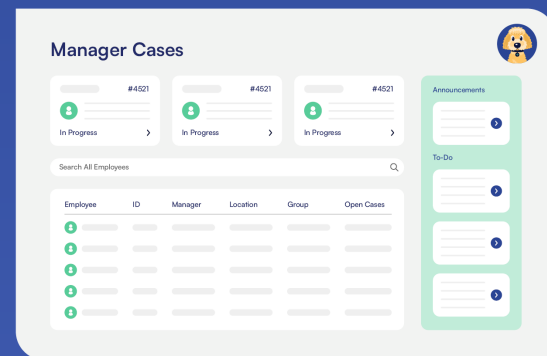 Manager Cases
#4521
In Progress
#4521
In Progress
#4521
In Progress
Search All Employees
Employee ID Manager Location Group Open Cases
Announcements
To-Do